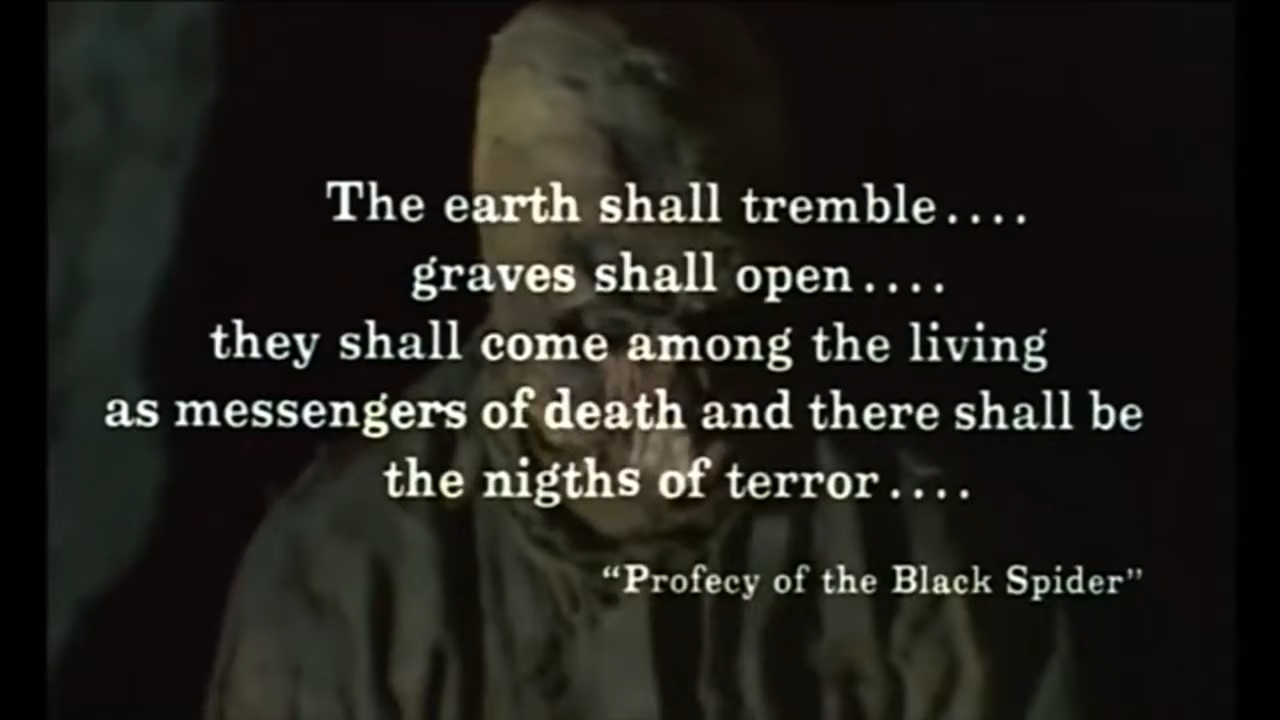 The earth shall tremble....
graves shall open....
they shall come among the living
as messengers of death and there shall be
the nigths of terror....
“Profecy of the Black Spider”